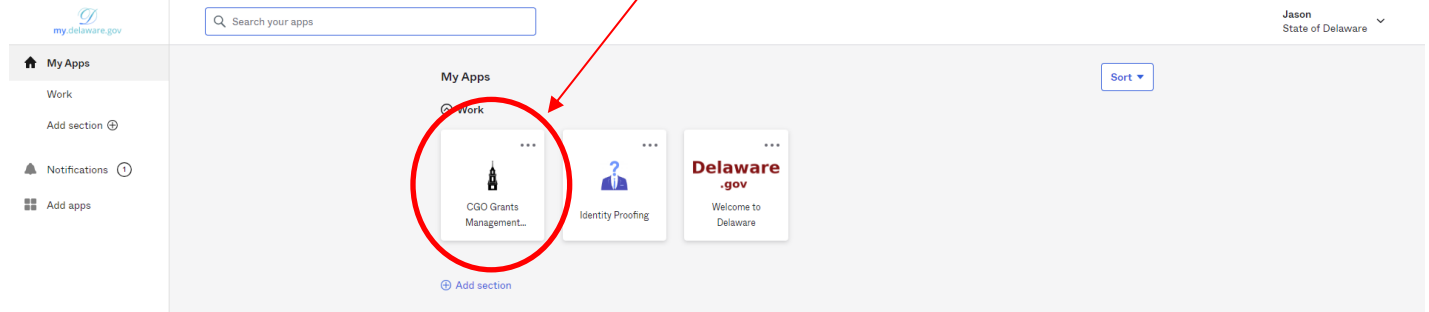 D
my.delaware.gov
Search your apps
Jason
State of Delaware
My Apps
Work
Add section
Notifications 1
Add apps
My Apps
Sort
Work
CGO Grants
Management...
?
Identity Proofing
Delaware
.gov
Welcome to
Delaware
Add section